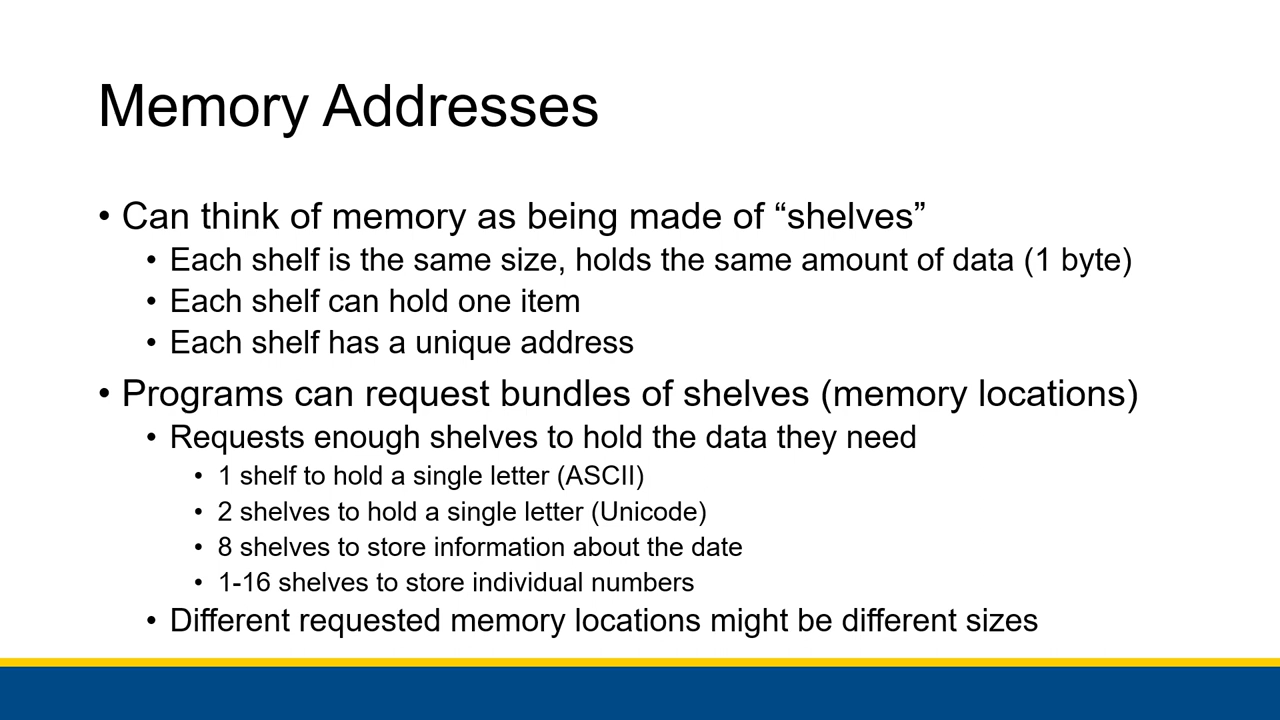 Memory Addresses
• Can think of memory as being made of “shelves”
• Each shelf is the same size, holds the same amount of data (1 byte)
• Each shelf can hold one item
• Each shelf has a unique address
• Programs can request bundles of shelves (memory locations)
• Requests enough shelves to hold the data they need
• 1 shelf to hold a single letter (ASCII)
• 2 shelves to hold a single letter (Unicode)
• 8 shelves to store information about the date
• 1-16 shelves to store individual numbers
• Different requested memory locations might be different sizes